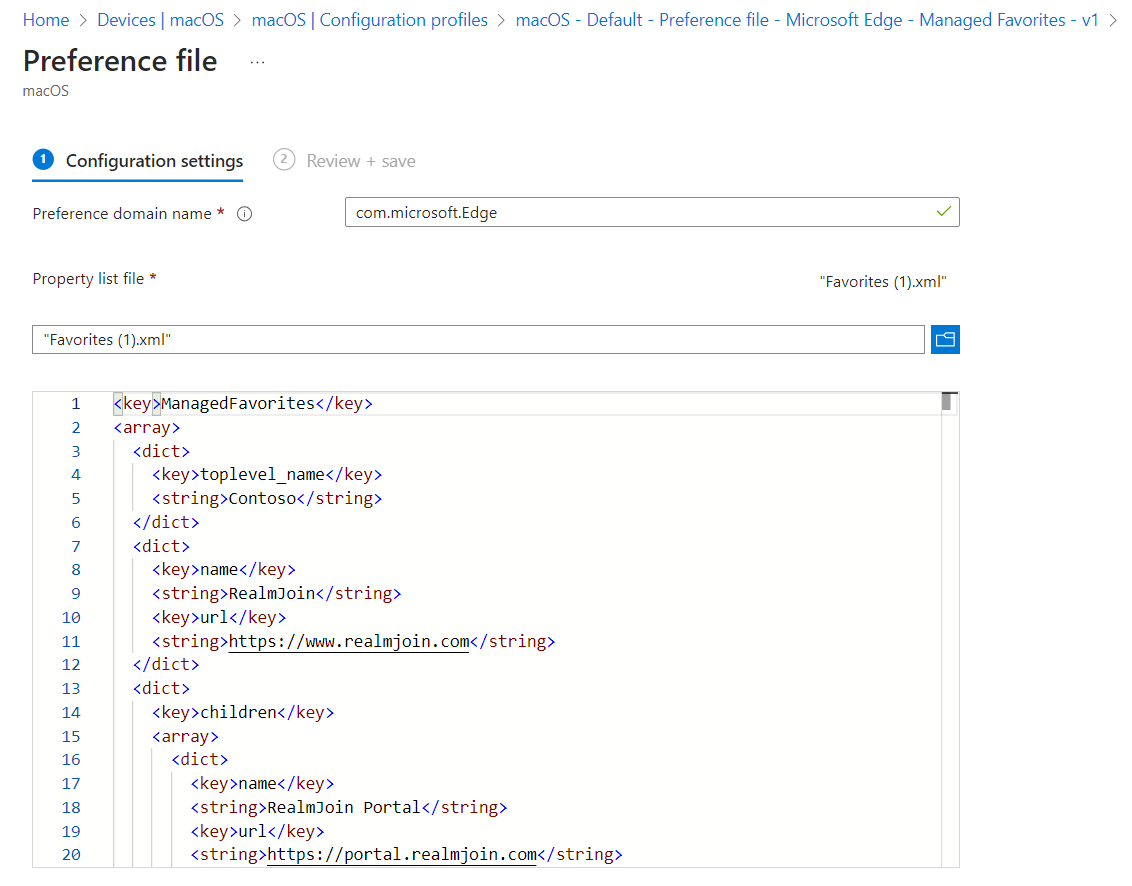 Home > Devices | macOS > macOS | Configuration profiles > macOS - Default - Preference file - Microsoft Edge - Managed Favorites - v1 >
Preference file ...
macOS
1 Configuration settings 2 Review + save
Preference domain name * com.microsoft.Edge
Property list file * "Favorites (1).xml"
"Favorites (1).xml"
1 <key>ManagedFavorites</key>
2 <array>
3 <dict>
4 <key>toplevel_name</key>
5 <string>Contoso</string>
6 </dict>
7 <dict>
8 <key>name</key>
9 <string>RealmJoin</string>
10 <key>url</key>
11 <string>https://www.realmjoin.com</string>
12 </dict>
13 <dict>
14 <key>children</key>
15 <array>
16 <dict>
17 <key>name</key>
18 <string>RealmJoin Portal</string>
19 <key>url</key>
20 <string>https://portal.realmjoin.com</string>